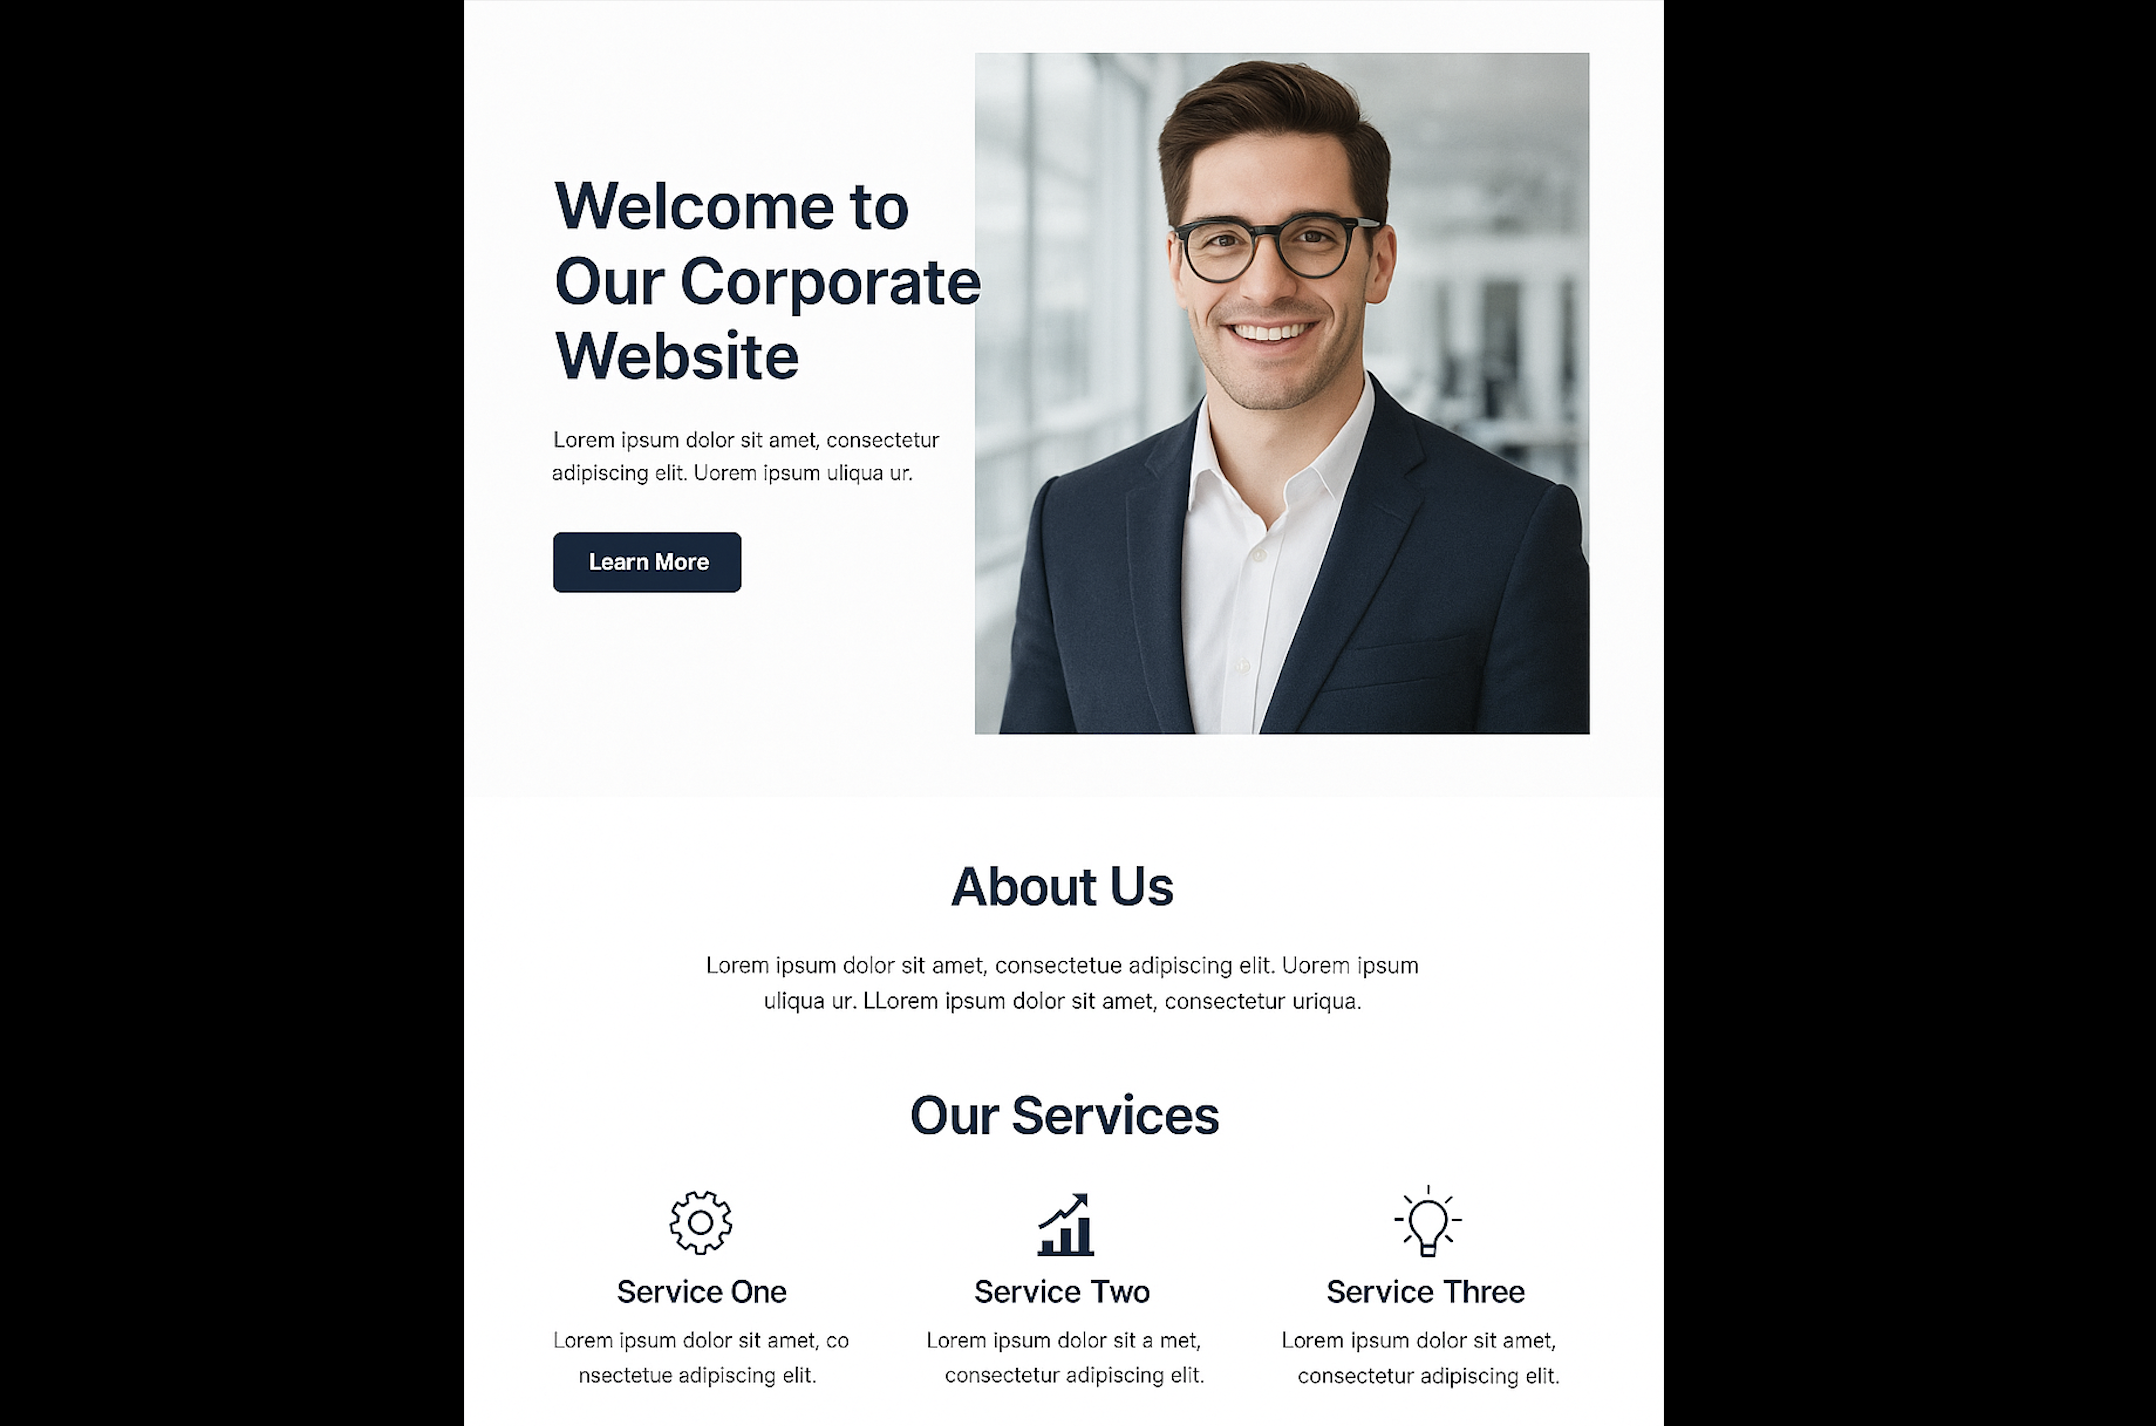 Welcome to
Our Corporate
Website
Lorem ipsum dolor sit amet, consectetur
adipiscing elit. Uorem ipsum uliqua ur.
Learn More
About Us
Lorem ipsum dolor sit amet, consectetue adipiscing elit. Uorem ipsum
uliqua ur. LLorem ipsum dolor sit amet, consectetur uriqua.
Our Services
Service One
Lorem ipsum dolor sit amet, co
nsectetue adipiscing elit.
Service Two
Lorem ipsum dolor sit a met,
consectetur adipiscing elit.
Service Three
Lorem ipsum dolor sit amet,
consectetur adipiscing elit.